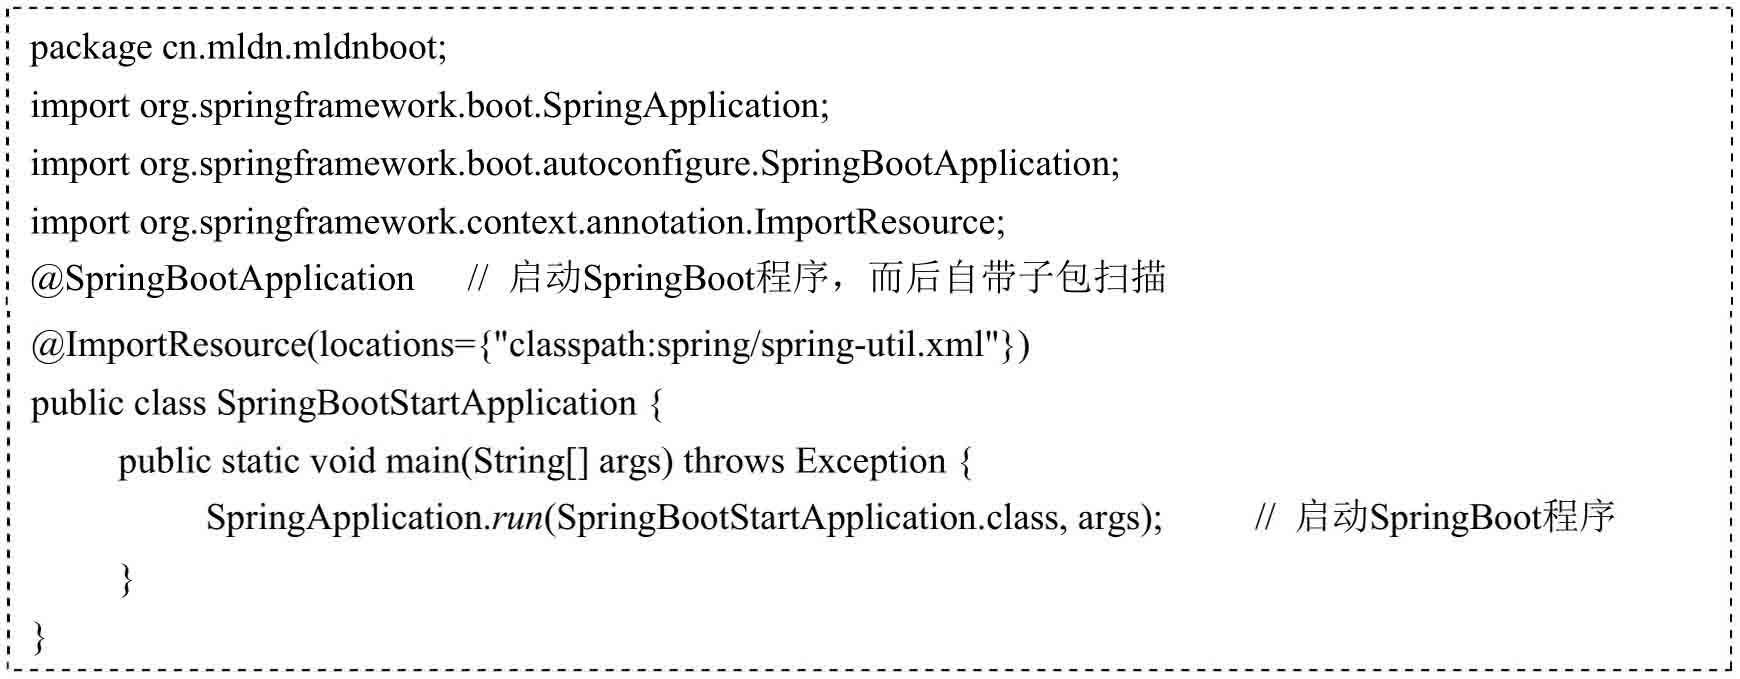 package cn.mldn.mldnboot;
import org.springframework.boot.SpringApplication;
import org.springframework.boot.autoconfigure.SpringBootApplication;
import org.springframework.context.annotation.ImportResource;
@SpringBootApplication // 启动SpringBoot程序，而后自带子包扫描
@ImportResource(locations={"classpath:spring/spring-util.xml"})
public class SpringBootStartApplication {
public static void main(String[] args) throws Exception {
SpringApplication.run(SpringBootStartApplication.class, args); // 启动SpringBoot程序
}
}